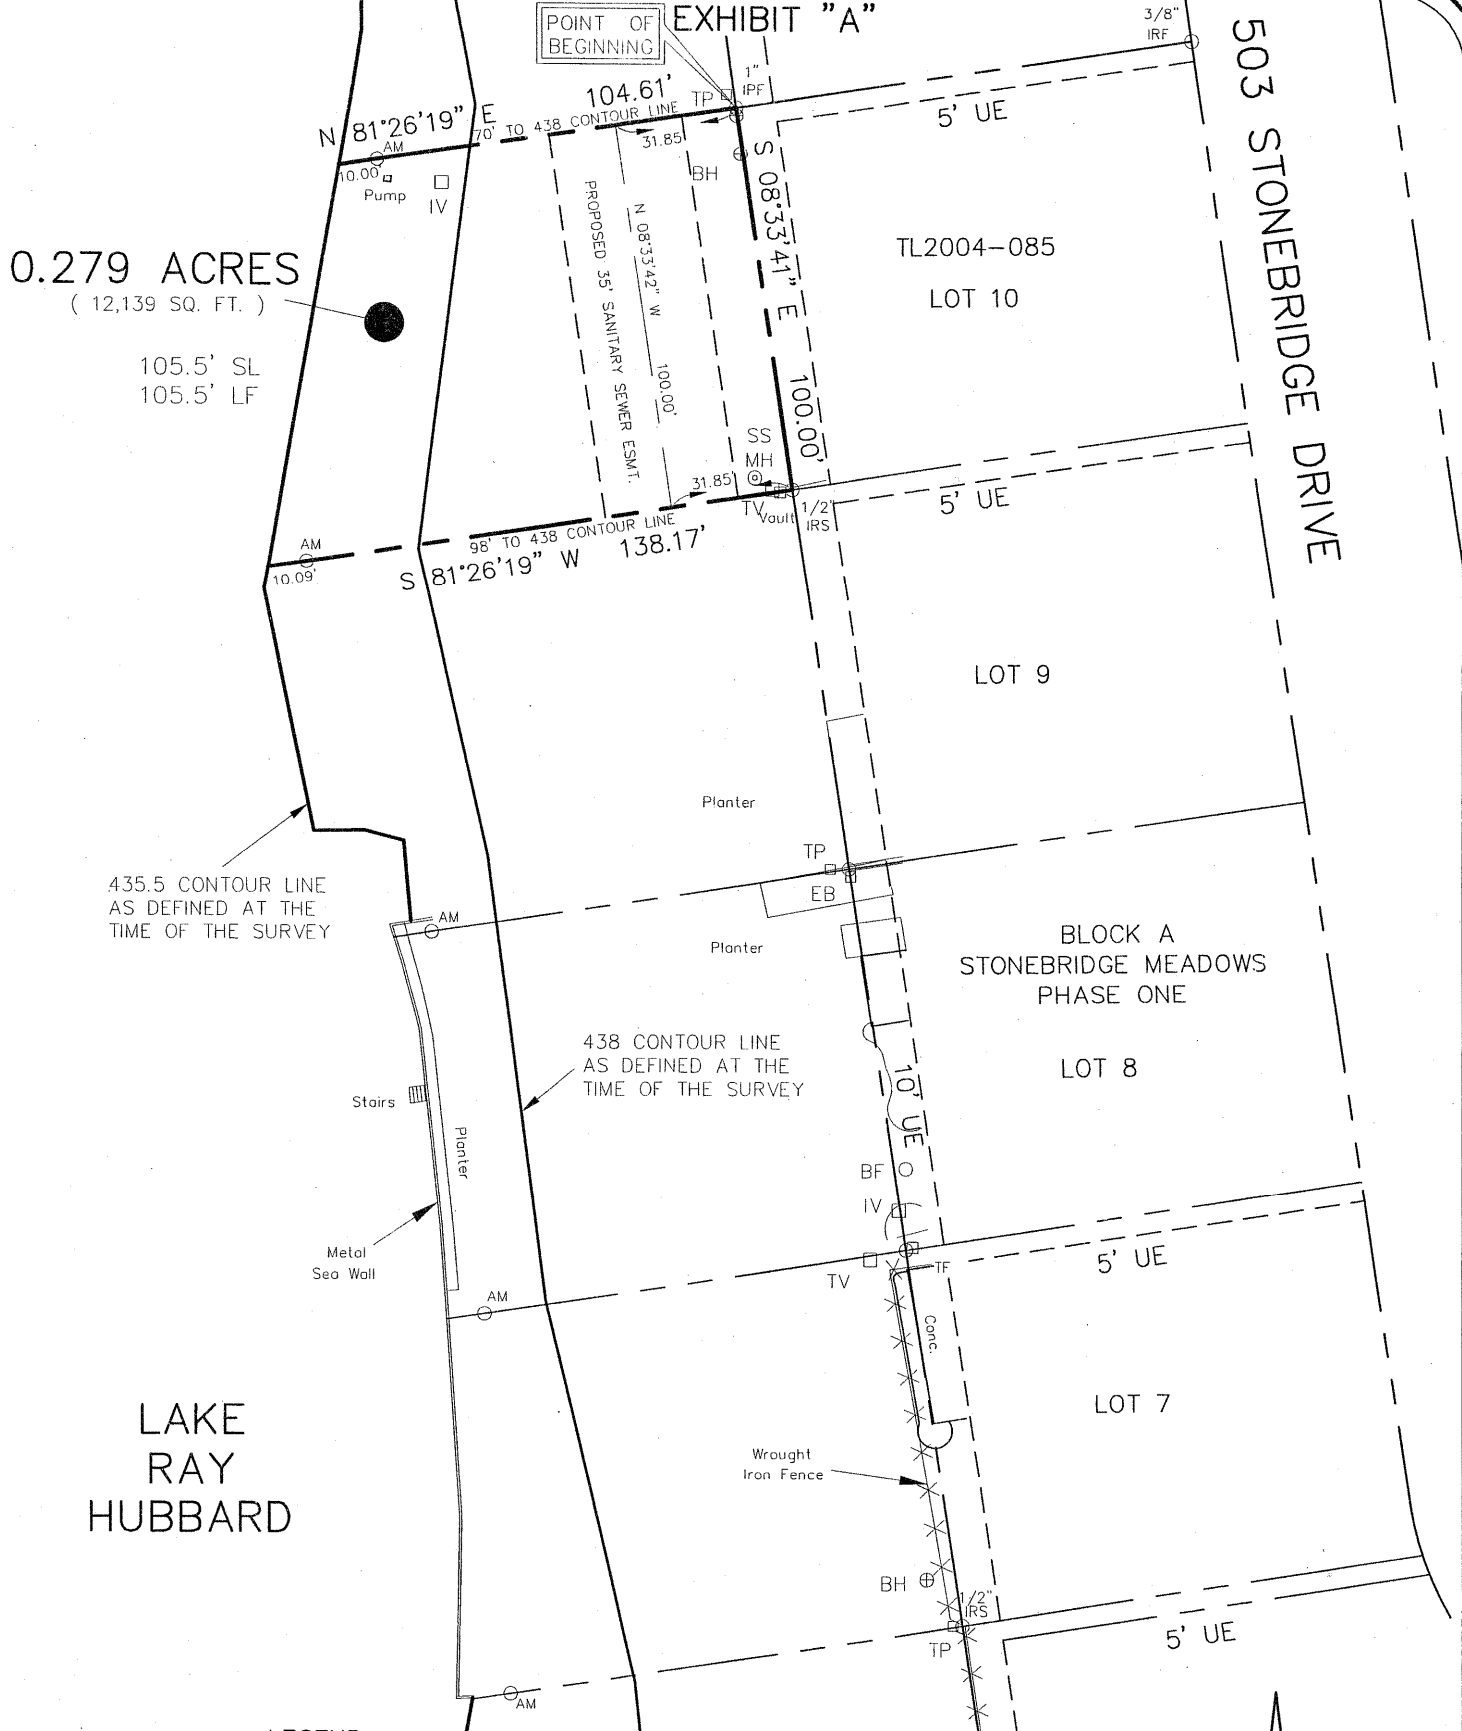 EXHIBIT "A"
POINT OF
BEGINNING
3/8"
IRF
503 STONEBRIDGE DRIVE
N 81°26'19" E
104.61'
70' TO 438 CONTOUR LINE
TP
1"
IPF
31.85'
BH
5' UE
AM
10.00'
Pump
IV
S 08°33'41" E
100.00'
PROPOSED 35' SANITARY SEWER ESMT.
N 08°33'42" W
100.00'
TL2004-085
LOT 10
0.279 ACRES
( 12,139 SQ. FT. )
105.5' SL
105.5' LF
SS
MH
31.85'
TV
Vault
1/2"
IRS
5' UE
AM
10.09'
98' TO 438 CONTOUR LINE
S 81°26'19" W
138.17'
LOT 9
Planter
TP
EB
435.5 CONTOUR LINE
AS DEFINED AT THE
TIME OF THE SURVEY
AM
Planter
BLOCK A
STONEBRIDGE MEADOWS
PHASE ONE
438 CONTOUR LINE
AS DEFINED AT THE
TIME OF THE SURVEY
LOT 8
10' UE
Stairs
Planter
BF
IV
Metal
Sea Wall
TV
TF
5' UE
AM
Conc.
LAKE
RAY
HUBBARD
LOT 7
Wrought
Iron Fence
BH
1/2"
IRS
TP
5' UE
AM